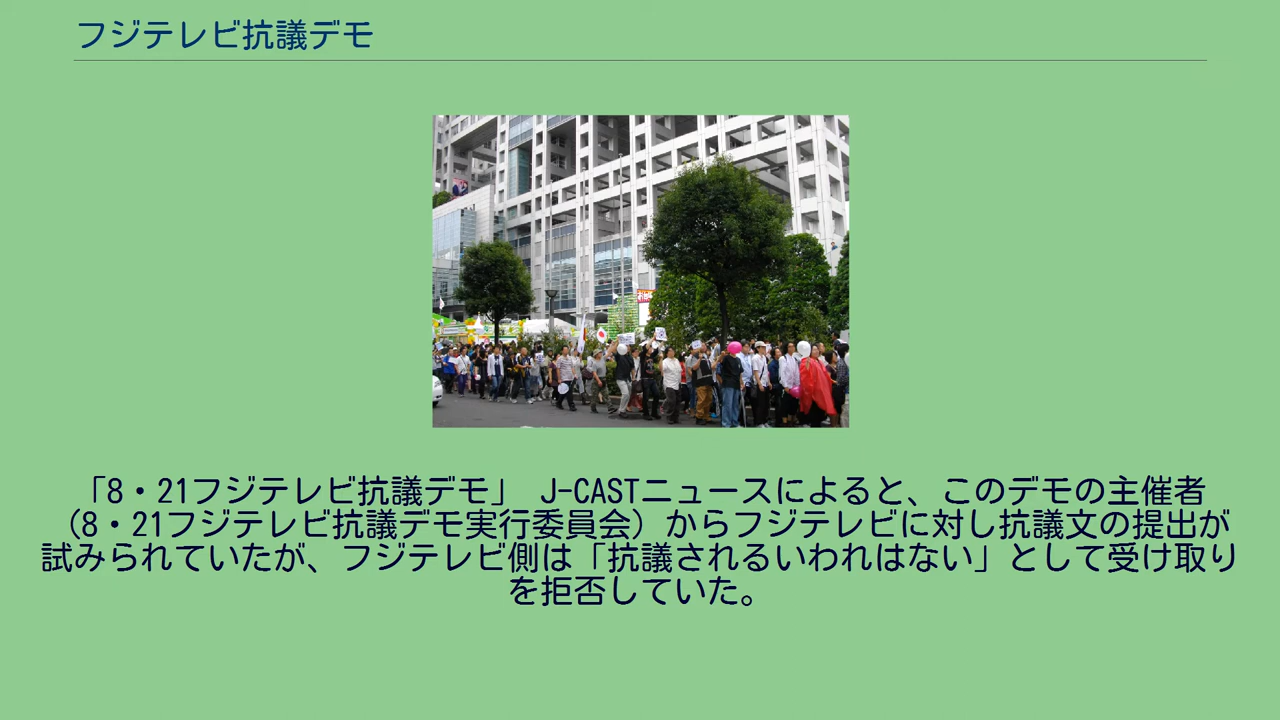 フジテレビ抗議デモ
「8・21フジテレビ抗議デモ」 J-CASTニュースによると、このデモの主催者
（8・21フジテレビ抗議デモ実行委員会）からフジテレビに対し抗議文の提出が
試みられていたが、フジテレビ側は「抗議されるいわれはない」として受け取り
を拒否していた。